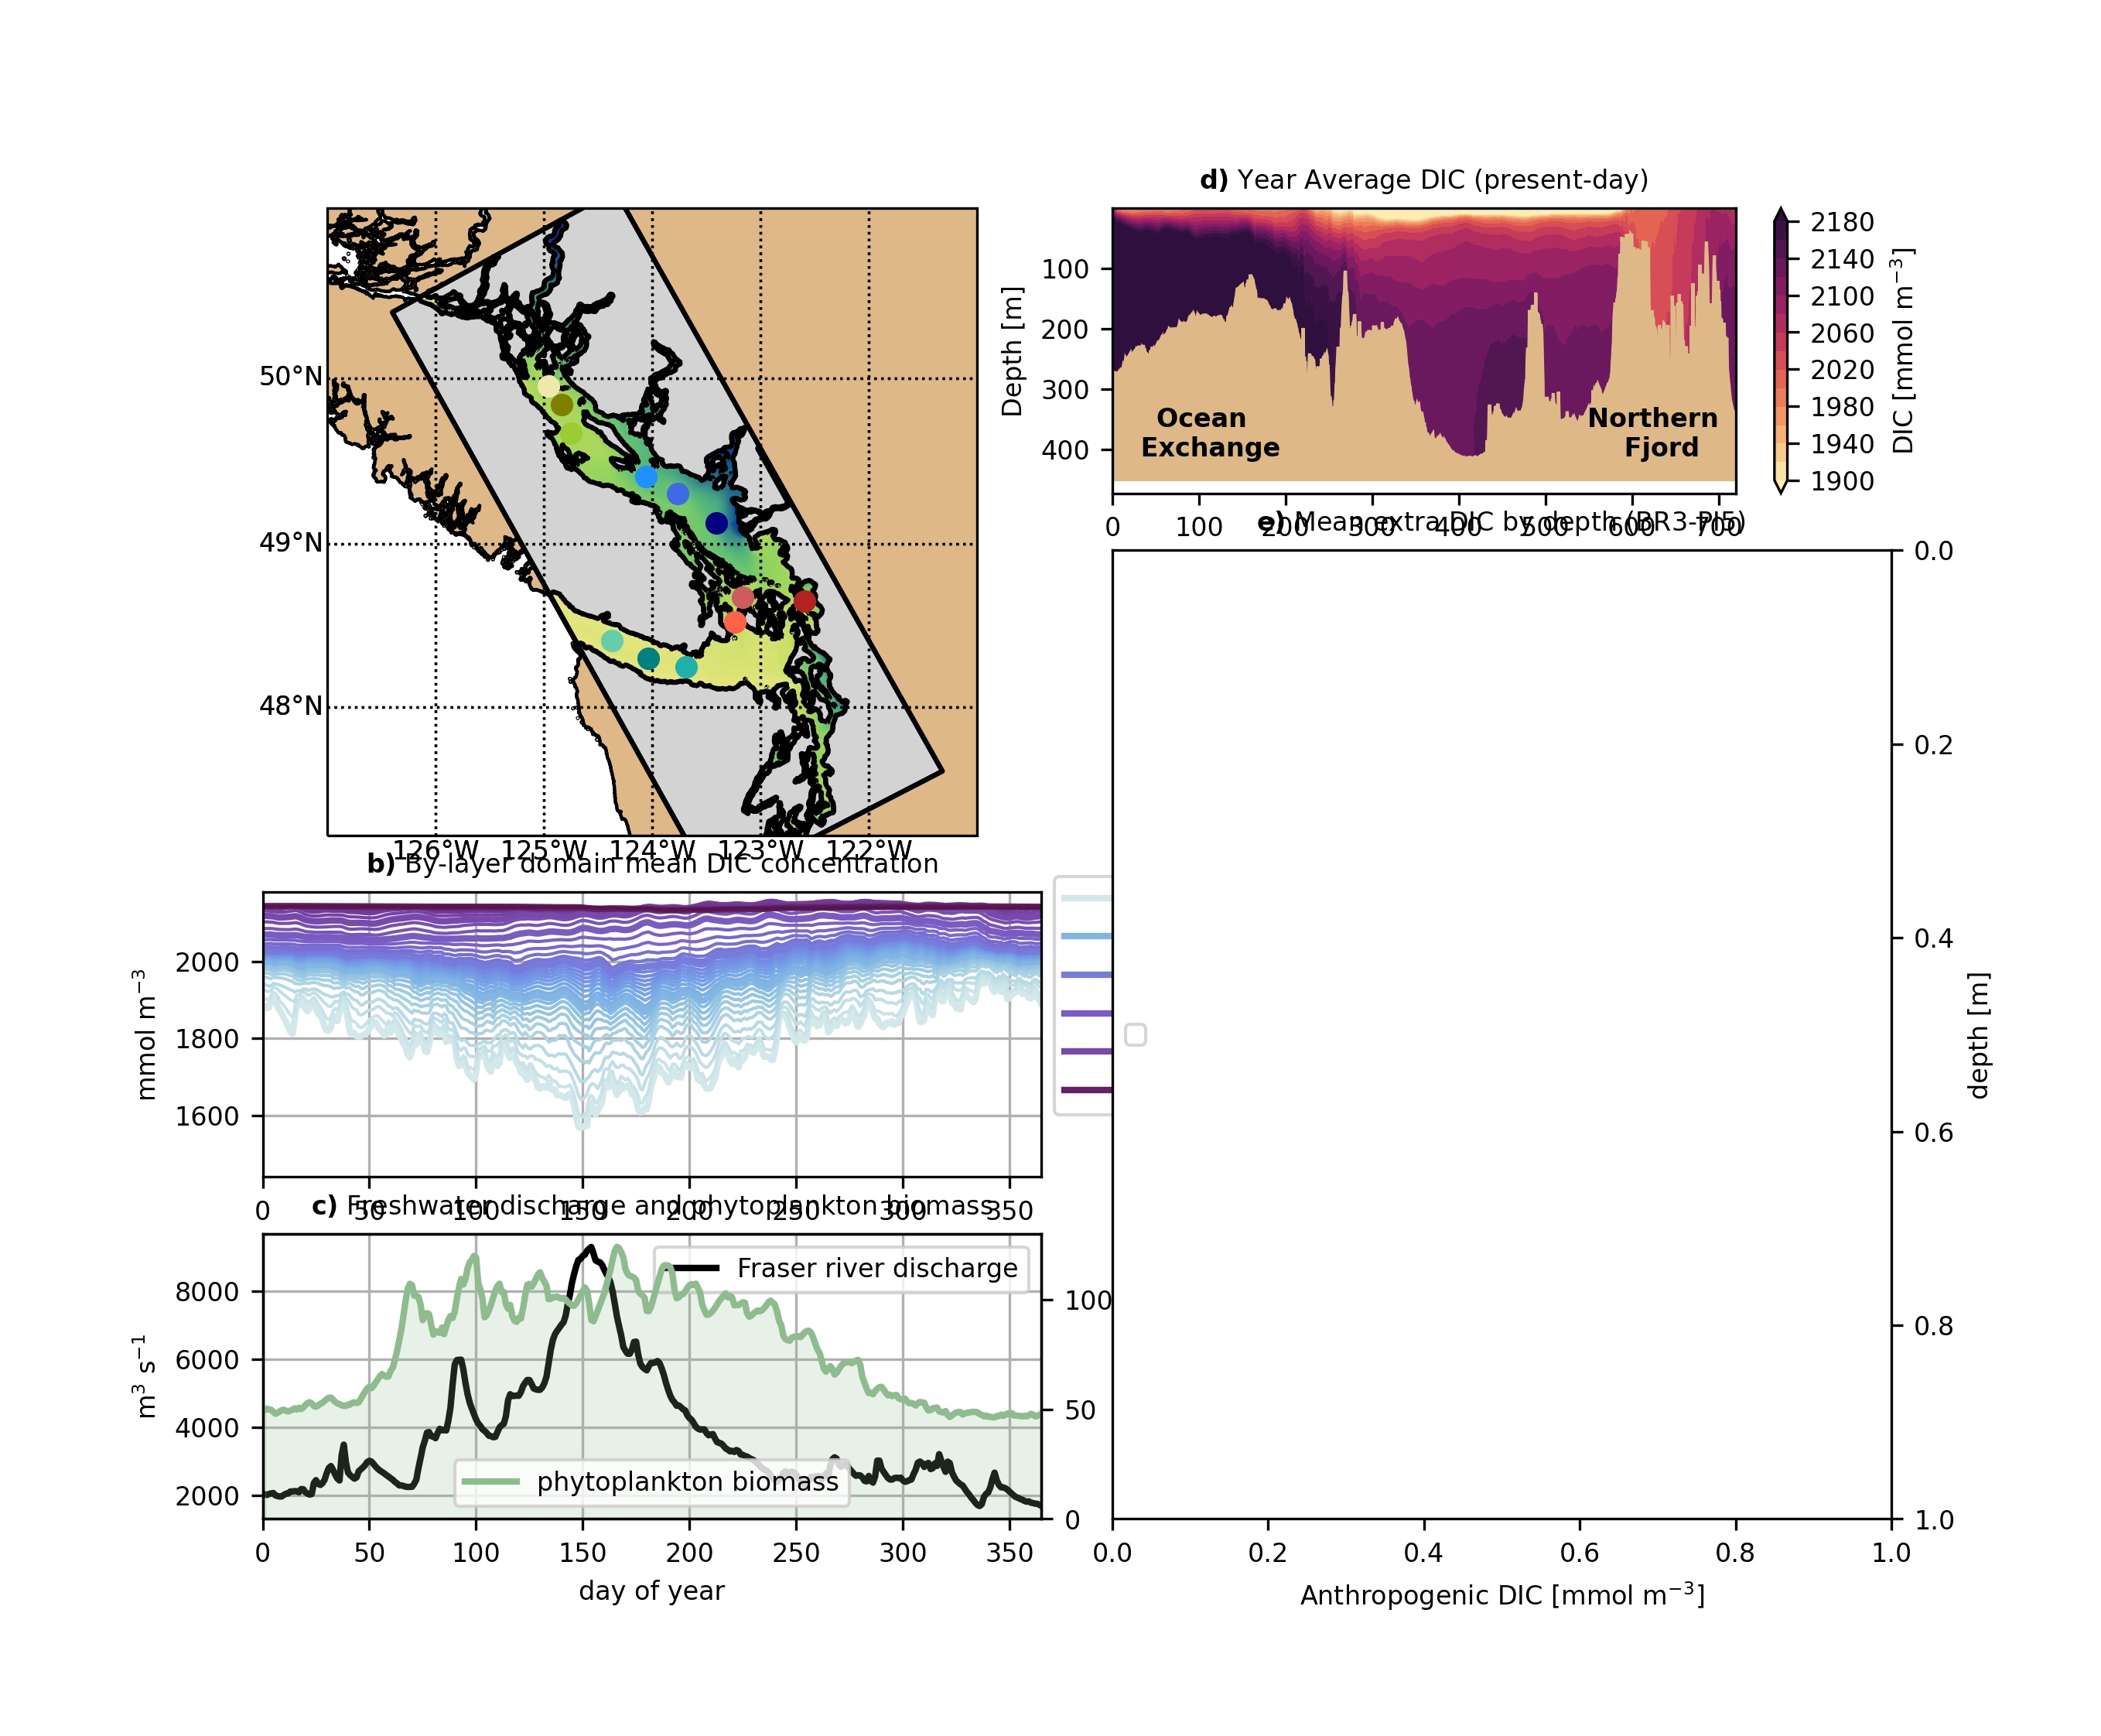 50°N
49°N
48°N
126°W 125°W 124°W 123°W 122°W
b) By-layer domain mean DIC concentration
mmol m⁻³
2000
1800
1600
0 50 100 150 200 250 300 350
c) Freshwater discharge and phytoplankton biomass
m³ s⁻¹
8000
6000
4000
2000
Fraser river discharge
phytoplankton biomass
100
50
0
0 50 100 150 200 250 300 350
day of year
d) Year Average DIC (present-day)
Depth [m]
100
200
300
400
Ocean
Exchange
Northern
Fjord
0 100 200 300 400 500 600 700
2180
2140
2100
2060
2020
1980
1940
1900
DIC [mmol m⁻³]
e) Mean extra DIC by depth (BR3-PI5)
0.0
0.2
0.4
0.6
0.8
1.0
depth [m]
0.0 0.2 0.4 0.6 0.8 1.0
Anthropogenic DIC [mmol m⁻³]